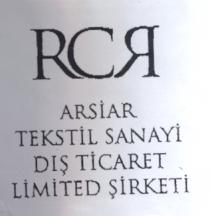 RCR
ARSİAR
TEKSTİL SANAYİ
DIŞ TİCARET
LİMİTED ŞİRKETİ